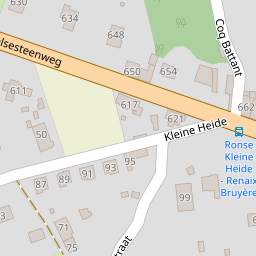 630
634
648
Coq Battant
lsesteenweg
650
654
611
617
662
621
50
Kleine Heide
Ronse
Kleine
Heide
- Renaix
Bruyère
93
95
91
89
87
99
71
75
traat